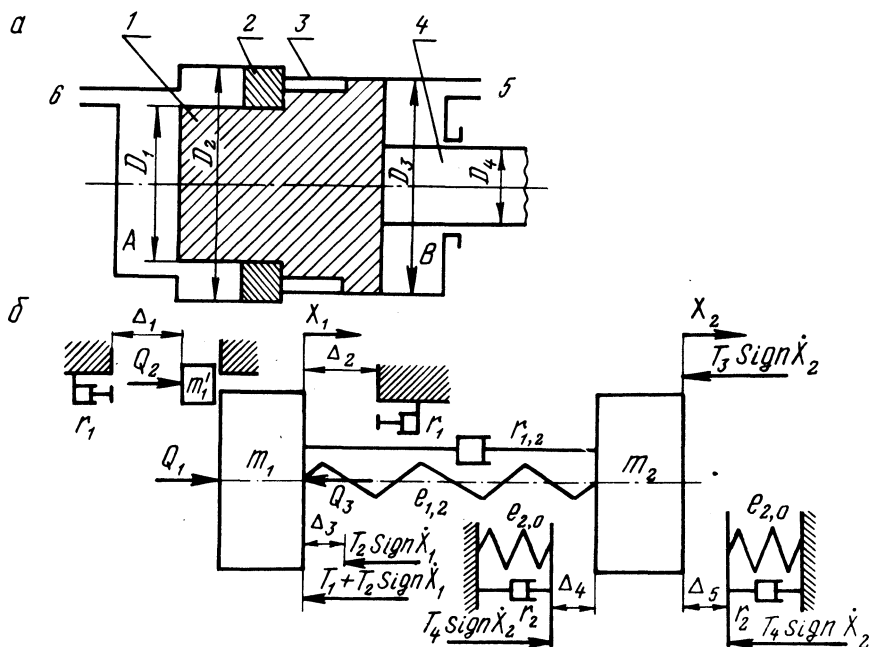 а
1 2 3 4
6 5
D₁ D₂ D₃ D₄
A B
б
Δ₁ X₁ X₂
Δ₂ T₃ Sign Ẋ₂
Q₂ m₁'
r₁ r₁
r₁,₂
Q₁ m₁ m₂
Q₃ e₁,₂
e₂,₀ e₂,₀
Δ₃ T₂ Sign Ẋ₁
T₁ + T₂ Sign Ẋ₁
Δ₄ Δ₅
r₂ r₂
T₄ Sign Ẋ₂ T₄ Sign Ẋ₂